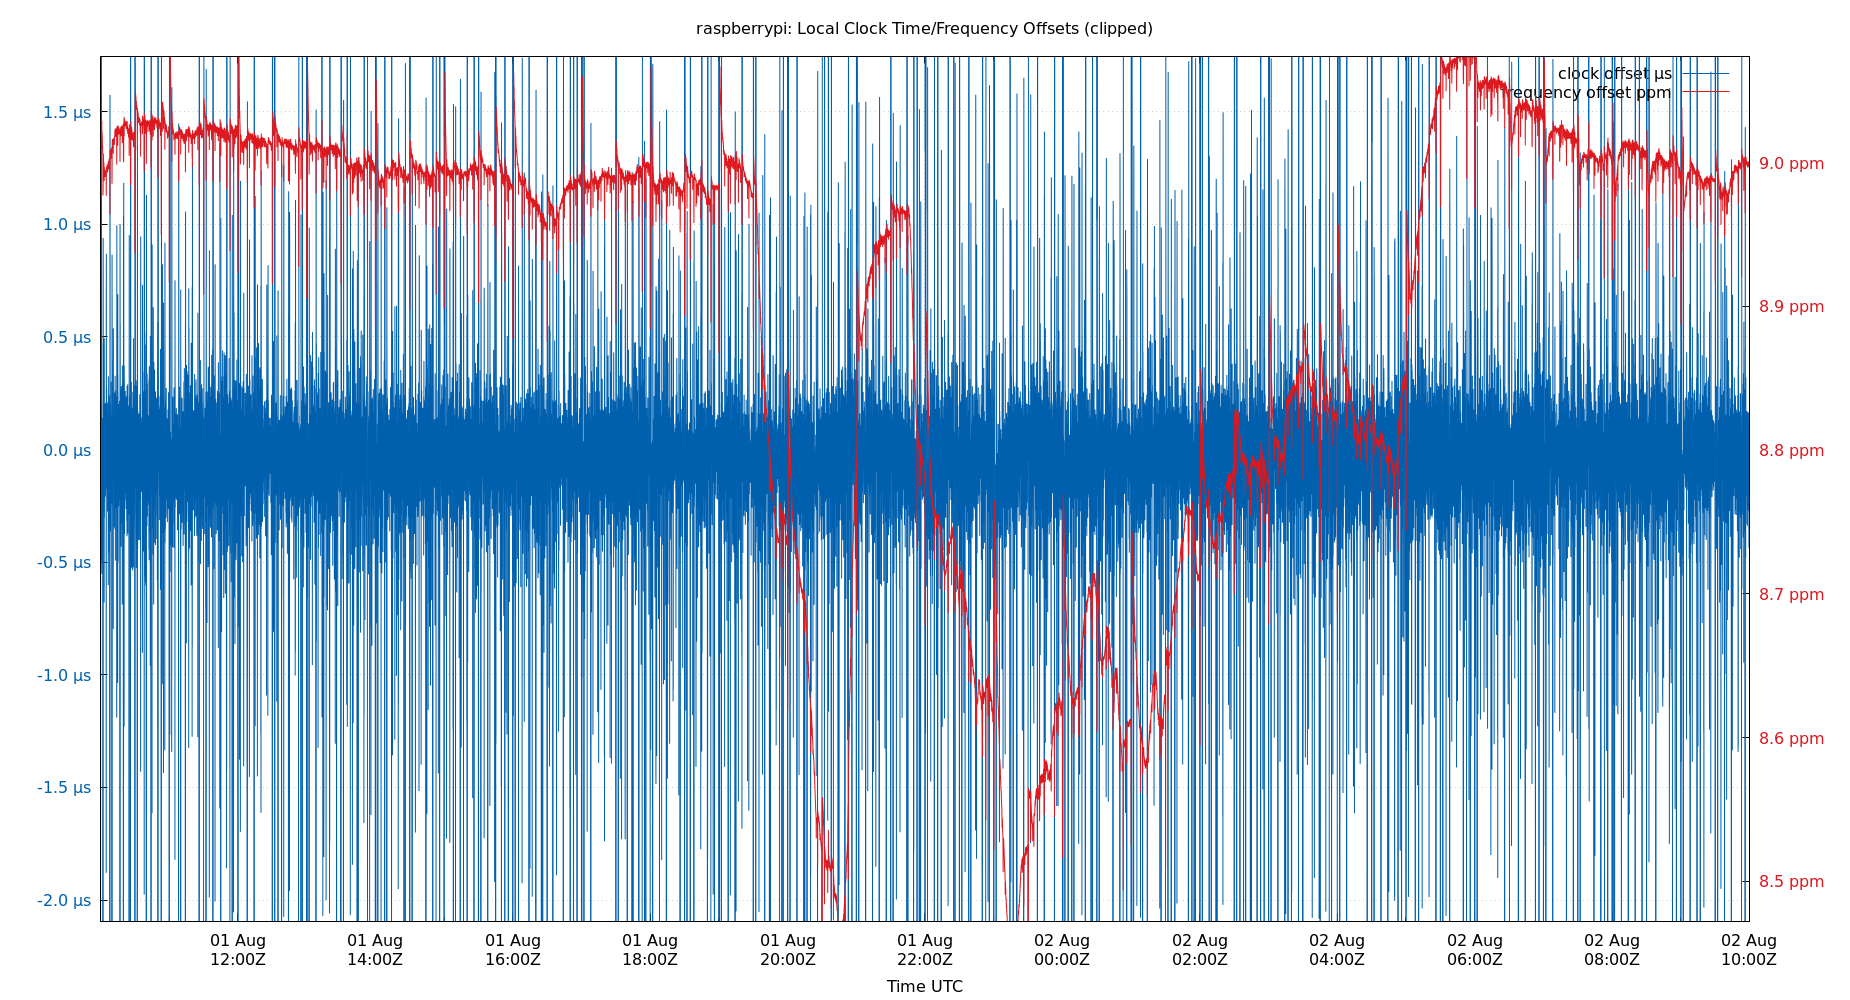 raspberrypi: Local Clock Time/Frequency Offsets (clipped)
clock offset µs
frequency offset ppm
1.5 µs
1.0 µs
0.5 µs
0.0 µs
-0.5 µs
-1.0 µs
-1.5 µs
-2.0 µs
9.0 ppm
8.9 ppm
8.8 ppm
8.7 ppm
8.6 ppm
8.5 ppm
01 Aug 01 Aug 01 Aug 01 Aug 01 Aug 01 Aug 02 Aug 02 Aug 02 Aug 02 Aug 02 Aug 02 Aug
12:00Z 14:00Z 16:00Z 18:00Z 20:00Z 22:00Z 00:00Z 02:00Z 04:00Z 06:00Z 08:00Z 10:00Z
Time UTC